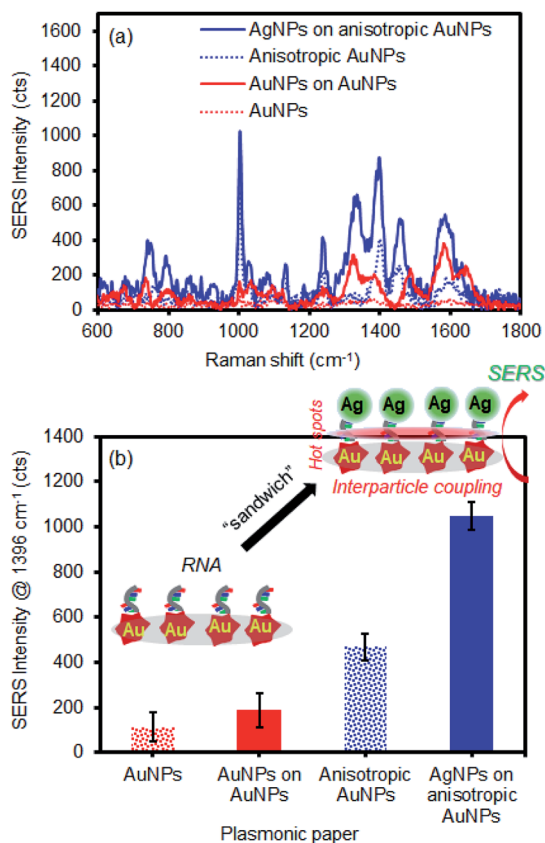 (a)
AgNPs on anisotropic AuNPs
Anisotropic AuNPs
AuNPs on AuNPs
AuNPs
SERS Intensity (cts)
1600
1400
1200
1000
800
600
400
200
0
600 800 1000 1200 1400 1600 1800
Raman shift (cm-1)
(b)
SERS Intensity @ 1396 cm-1 (cts)
1400
1200
1000
800
600
400
200
0
SERS
Ag Ag Ag Ag
Hot spots
Au Au Au Au
Interparticle coupling
"sandwich"
RNA
Au Au Au Au
AuNPs
AuNPs on
AuNPs
Anisotropic
AuNPs
AgNPs on
anisotropic
AuNPs
Plasmonic paper